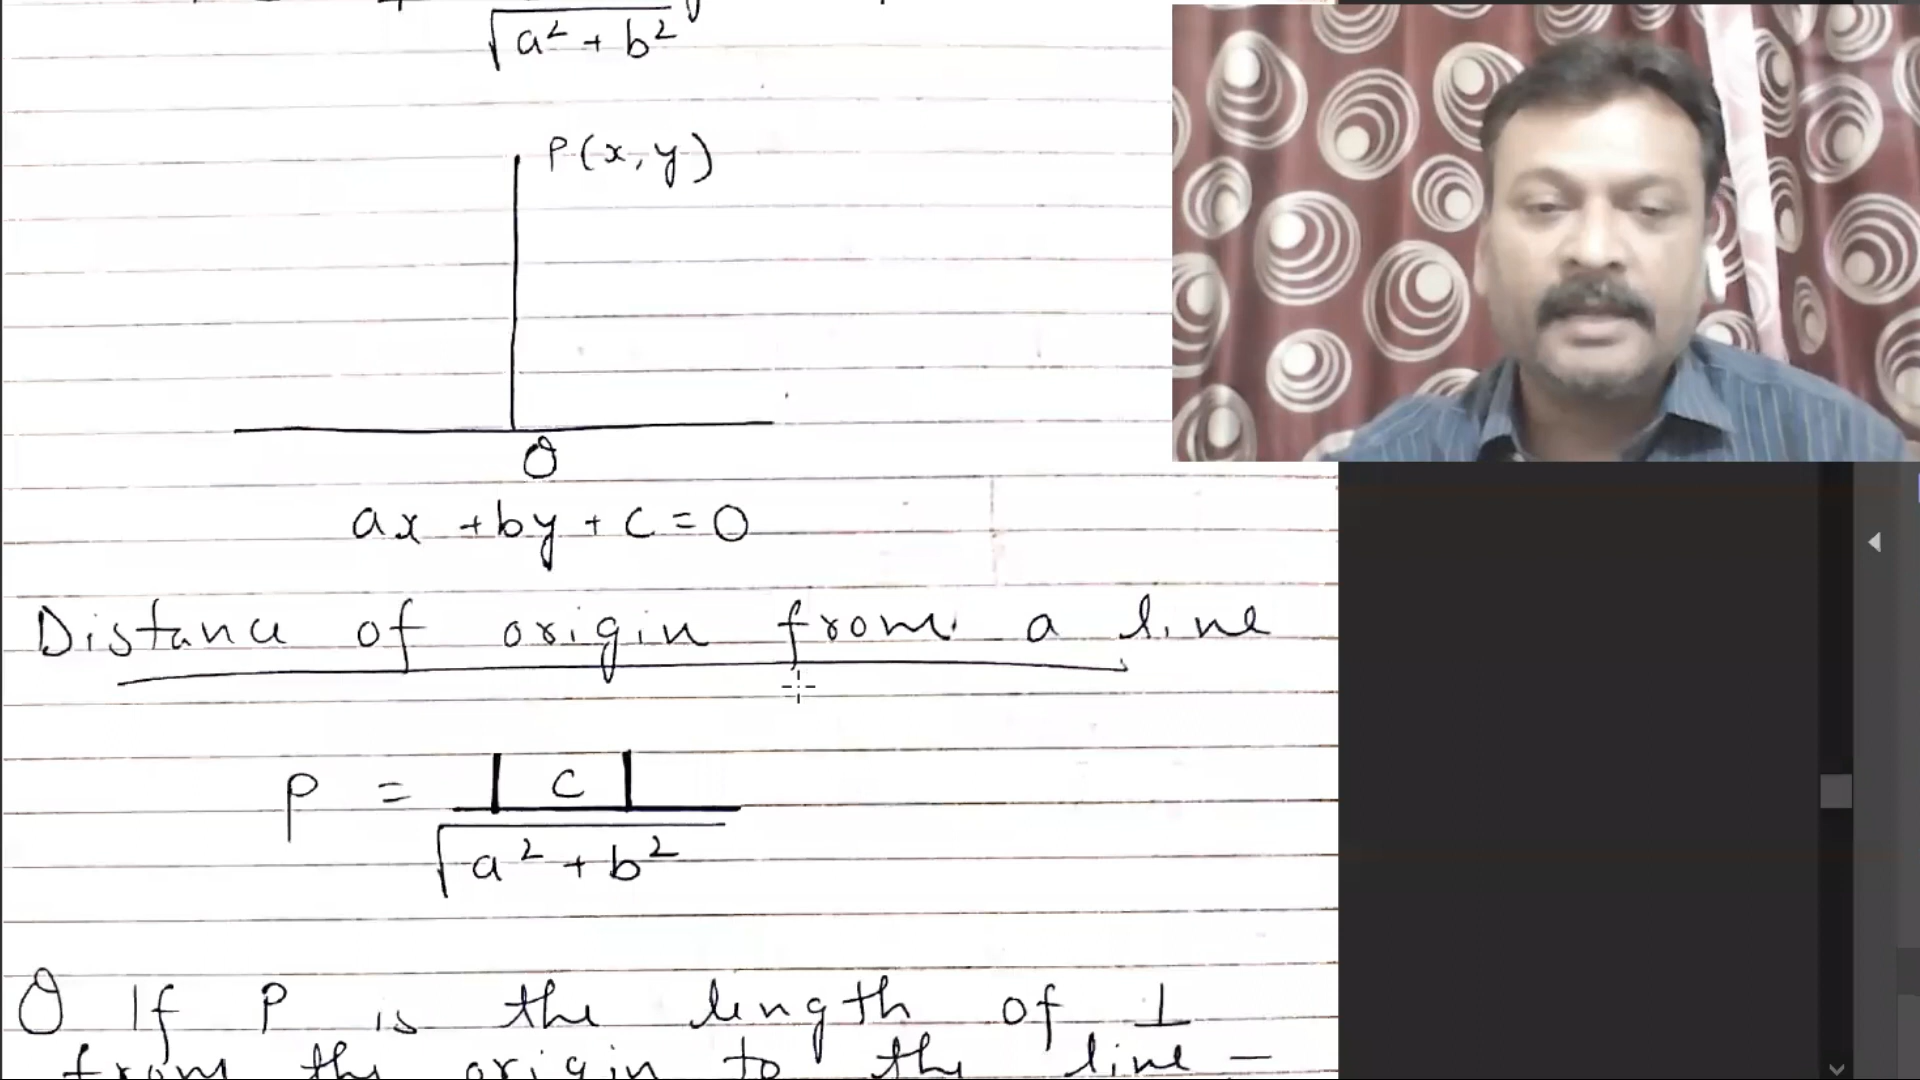 √a² + b²
P(x, y)
O
ax + by + c = 0
Distance of origin from a line
P = | c |
√a² + b²
Q If P is the length of ⊥
from the origin to the line -